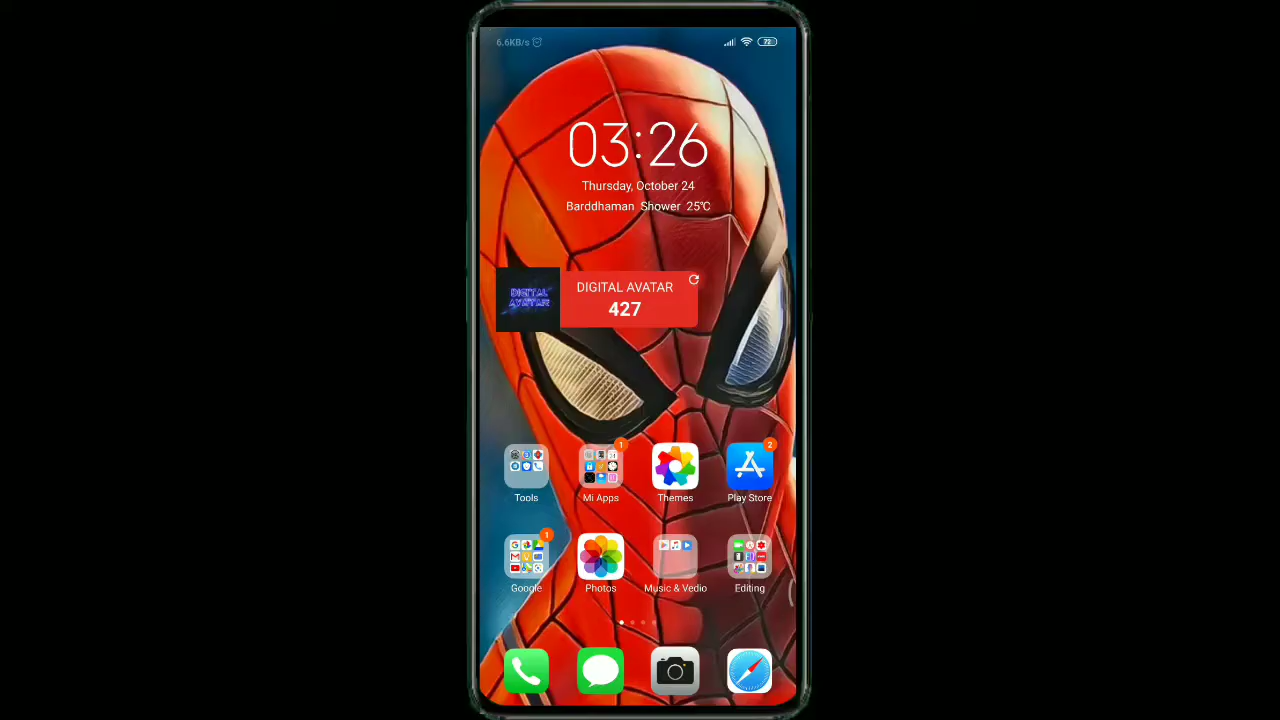 6.6KB/s
72
03:26
Thursday, October 24
Barddhaman Shower 25℃
DIGITAL AVATAR
DIGITAL AVATAR
427
1
2
Tools
Mi Apps
Themes
Play Store
1
Google
Photos
Music & Vedio
Editing